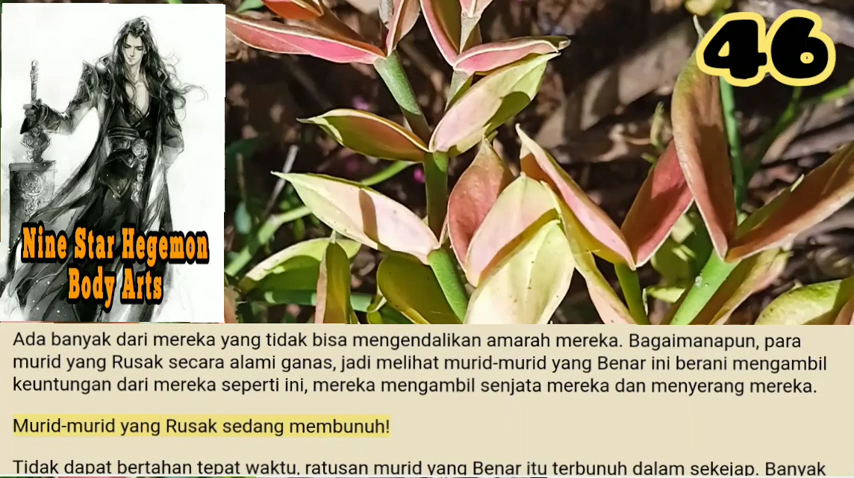 46
Nine Star Hegemon
Body Arts
Ada banyak dari mereka yang tidak bisa mengendalikan amarah mereka. Bagaimanapun, para
murid yang Rusak secara alami ganas, jadi melihat murid-murid yang Benar ini berani mengambil
keuntungan dari mereka seperti ini, mereka mengambil senjata mereka dan menyerang mereka.
Murid-murid yang Rusak sedang membunuh!
Tidak dapat bertahan tepat waktu, ratusan murid yang Benar itu terbunuh dalam sekejap. Banyak